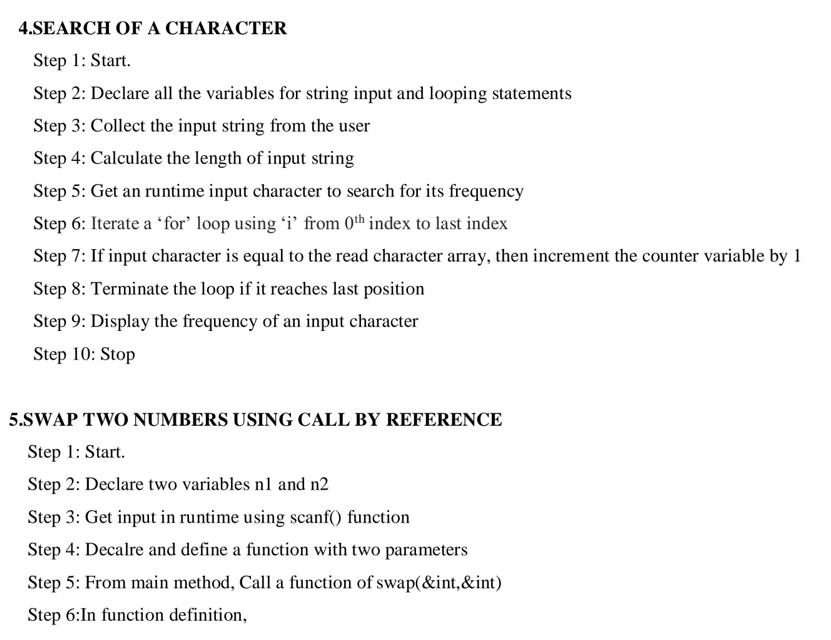 4.SEARCH OF A CHARACTER
Step 1: Start.
Step 2: Declare all the variables for string input and looping statements
Step 3: Collect the input string from the user
Step 4: Calculate the length of input string
Step 5: Get an runtime input character to search for its frequency
Step 6: Iterate a ‘for’ loop using ‘i’ from 0th index to last index
Step 7: If input character is equal to the read character array, then increment the counter variable by 1
Step 8: Terminate the loop if it reaches last position
Step 9: Display the frequency of an input character
Step 10: Stop
5.SWAP TWO NUMBERS USING CALL BY REFERENCE
Step 1: Start.
Step 2: Declare two variables n1 and n2
Step 3: Get input in runtime using scanf() function
Step 4: Decalre and define a function with two parameters
Step 5: From main method, Call a function of swap(&int,&int)
Step 6:In function definition,